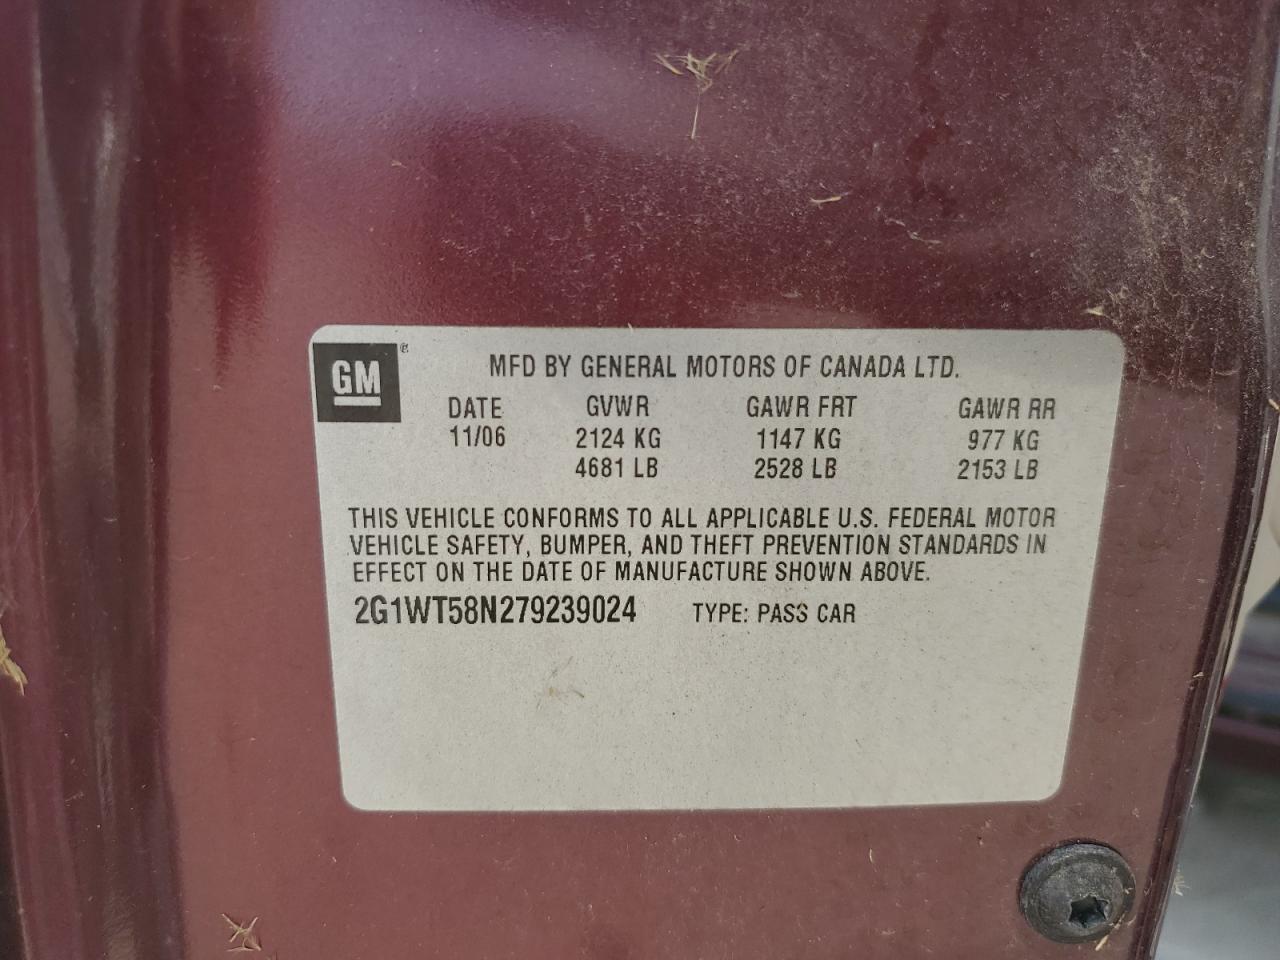 GM®
MFD BY GENERAL MOTORS OF CANADA LTD.
DATE GVWR GAWR FRT GAWR RR
11/06 2124 KG 1147 KG 977 KG
4681 LB 2528 LB 2153 LB
THIS VEHICLE CONFORMS TO ALL APPLICABLE U.S. FEDERAL MOTOR
VEHICLE SAFETY, BUMPER, AND THEFT PREVENTION STANDARDS IN
EFFECT ON THE DATE OF MANUFACTURE SHOWN ABOVE.
2G1WT58N279239024 TYPE: PASS CAR